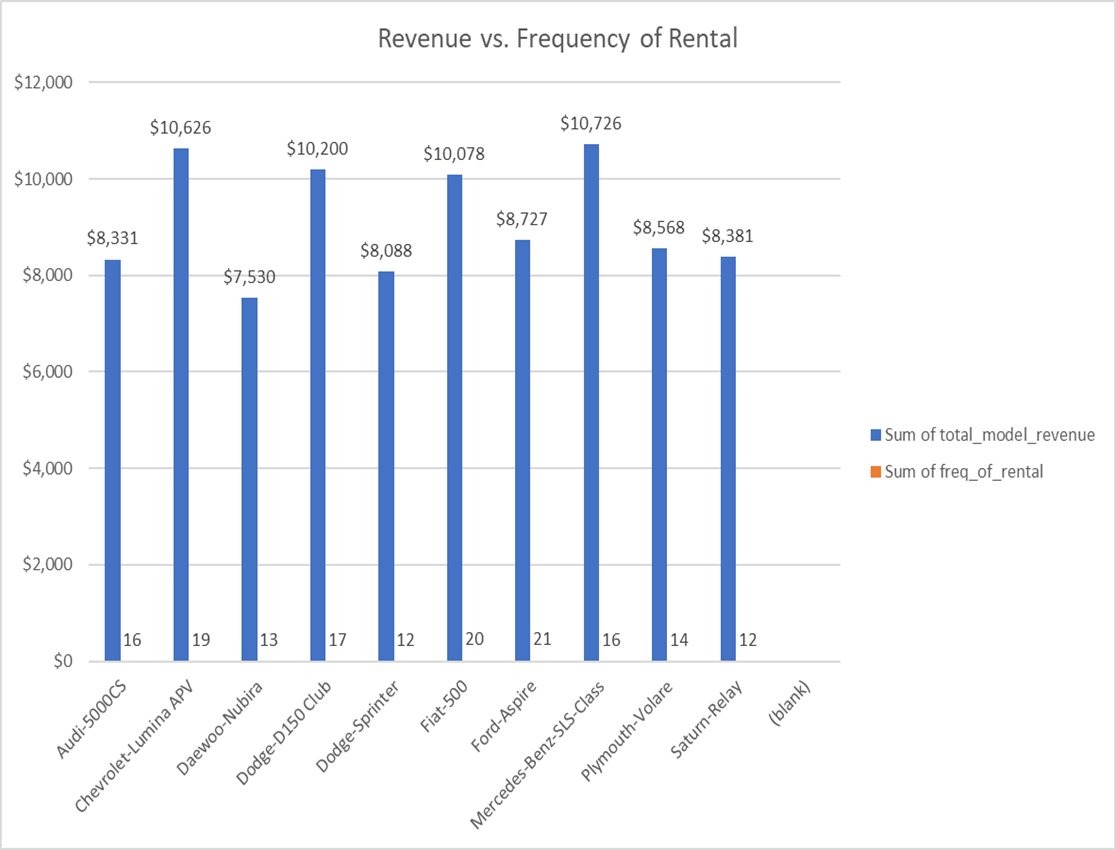 Revenue vs. Frequency of Rental
$12,000
$10,000
$8,000
$6,000
$4,000
$2,000
$0
$8,331
$10,626
$7,530
$10,200
$8,088
$10,078
$8,727
$10,726
$8,568
$8,381
16
19
13
17
12
20
21
16
14
12
Audi-5000CS
Chevrolet-Lumina APV
Daewoo-Nubira
Dodge-D150 Club
Dodge-Sprinter
Fiat-500
Ford-Aspire
Mercedes-Benz-SLS-Class
Plymouth-Volare
Saturn-Relay
(blank)
Sum of total_model_revenue
Sum of freq_of_rental